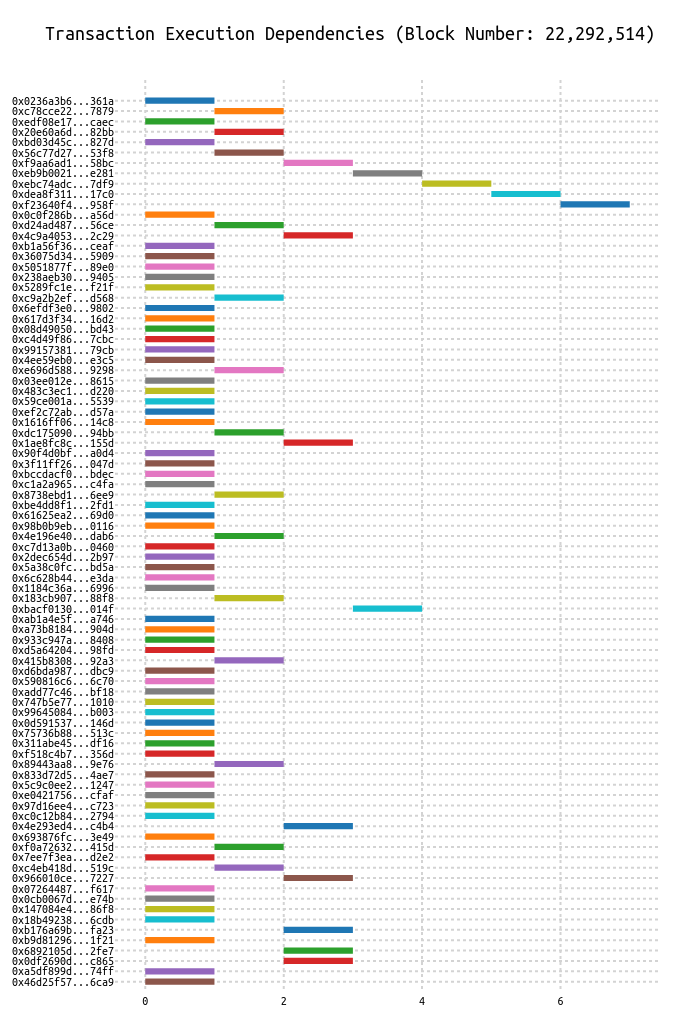 Transaction Execution Dependencies (Block Number: 22,292,514)
0x0236a3b6...361a
0xc78cce22...7879
0xedf08e17...caec
0x20e60a6d...82bb
0xbd03d45c...827d
0x56c77d27...53f8
0xf9aa6ad1...58bc
0xeb9b0021...e281
0xebc74adc...7df9
0xdea8f311...17c0
0xf23640f4...958f
0x0c0f286b...a56d
0xd24ad487...56ce
0x4c9a4053...2c29
0xb1a56f36...ceaf
0x36075d34...5909
0x5051877f...89e0
0x238aeb30...9405
0x5289fc1e...f21f
0xc9a2b2ef...d568
0x6efdf3e0...9802
0x617d3f34...16d2
0x08d49050...bd43
0xc4d49f86...7cbc
0x99157381...79cb
0x4ee59eb0...e3c5
0xe696d588...9298
0x03ee012e...8615
0x483c3ec1...d220
0x59ce001a...5539
0xef2c72ab...d57a
0x1616ff06...14c8
0xdc175090...94bb
0x1ae8fc8c...155d
0x90f4d0bf...a0d4
0x3f11ff26...047d
0xbccdacf0...bdec
0xc1a2a965...c4fa
0x8738ebd1...6ee9
0xbe4dd8f1...2fd1
0x61625ea2...69d0
0x98b0b9eb...0116
0x4e196e40...dab6
0xc7d13a0b...0460
0x2dec654d...2b97
0x5a38c0fc...bd5a
0x6c628b44...e3da
0x1184c36a...6996
0x183cb907...88f8
0xbacf0130...014f
0xab1a4e5f...a746
0xa73b8184...904d
0x933c947a...8408
0xd5a64204...98fd
0x415b8308...92a3
0xd6bda987...dbc9
0x590816c6...6c70
0xadd77c46...bf18
0x747b5e77...1010
0x99645084...b003
0x0d591537...146d
0x75736b88...513c
0x311abe45...df16
0xf518c4b7...356d
0x89443aa8...9e76
0x833d72d5...4ae7
0x5c9c0ee2...1247
0xe0421756...cfaf
0x97d16ee4...c723
0xc0c12b84...2794
0x4e293ed4...c4b4
0x693876fc...3e49
0xf0a72632...415d
0x7ee7f3ea...d2e2
0xc4eb418d...519c
0x966010ce...7227
0x07264487...f617
0x0cb0067d...e74b
0x147084e4...86f8
0x18b49238...6cdb
0xb176a69b...fa23
0xb9d81296...1f21
0x6892105d...2fe7
0x0df2690d...c865
0xa5df899d...74ff
0x46d25f57...6ca9
0 2 4 6